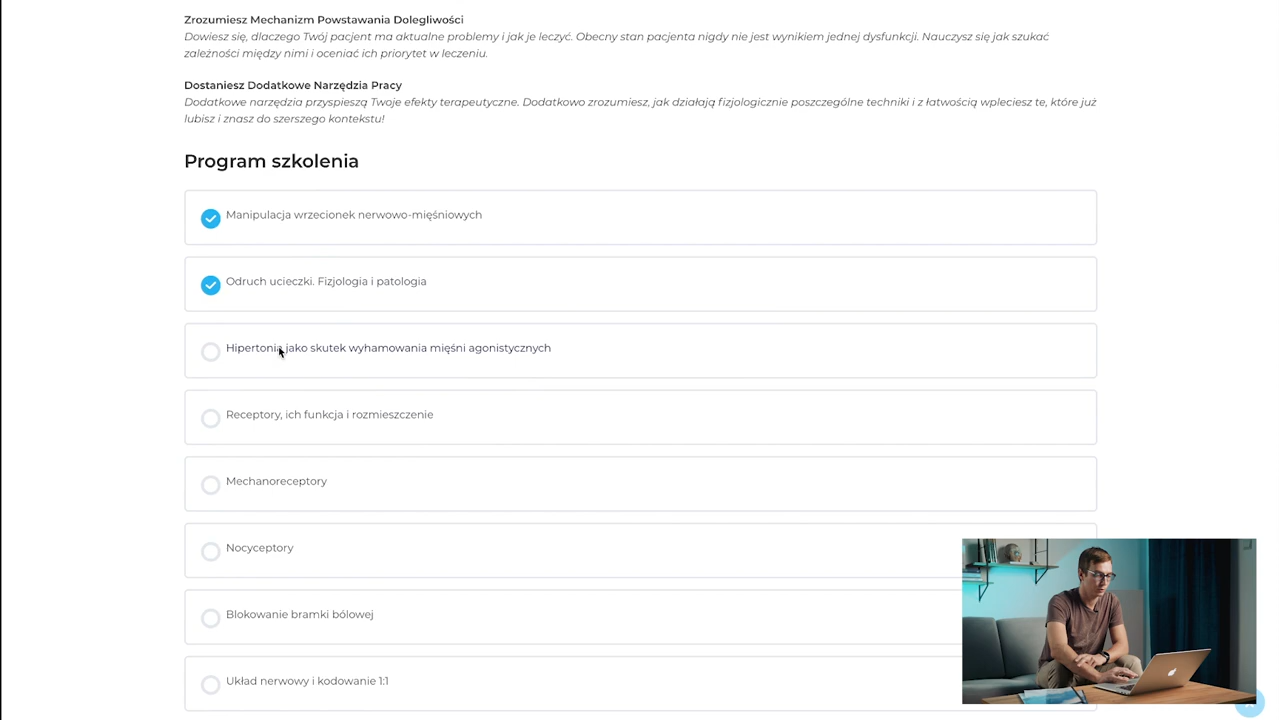 Zrozumiesz Mechanizm Powstawania Dolegliwości
Dowiesz się, dlaczego Twój pacjent ma aktualne problemy i jak je leczyć. Obecny stan pacjenta nigdy nie jest wynikiem jednej dysfunkcji. Nauczysz się jak szukać
zależności między nimi i oceniać ich priorytet w leczeniu.
Dostaniesz Dodatkowe Narzędzia Pracy
Dodatkowe narzędzia przyspieszą Twoje efekty terapeutyczne. Dodatkowo zrozumiesz, jak działają fizjologicznie poszczególne techniki i z łatwością wpleciesz te, które już
lubisz i znasz do szerszego kontekstu!
Program szkolenia
Manipulacja wrzecionek nerwowo-mięśniowych
Odruch ucieczki. Fizjologia i patologia
Hipertonia jako skutek wyhamowania mięśni agonistycznych
Receptory, ich funkcja i rozmieszczenie
Mechanoreceptory
Nocyceptory
Blokowanie bramki bólowej
Układ nerwowy i kodowanie 1:1